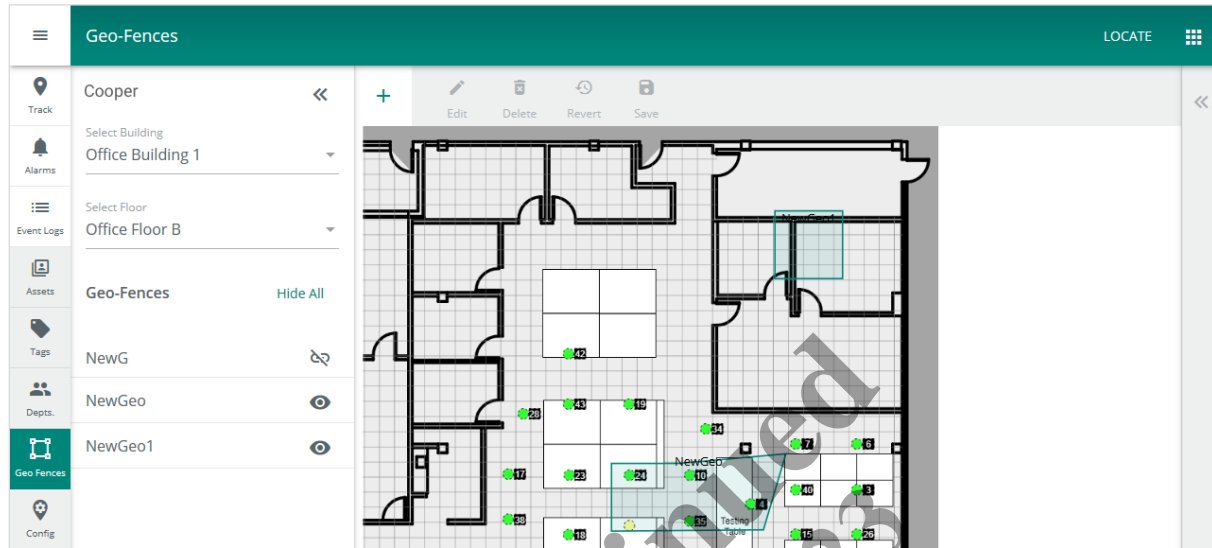 Geo-Fences
LOCATE
Track
Alarms
Event Logs
Assets
Tags
Depts.
Geo Fences
Config
Cooper
Select Building
Office Building 1
Select Floor
Office Floor B
Geo-Fences
Hide All
NewG
NewGeo
NewGeo1
Edit
Delete
Revert
Save
NewGeo1
42
43
19
28
34
7
6
NewGeo
17
23
24
10
40
3
4
38
35
Testing
Table
18
15
26